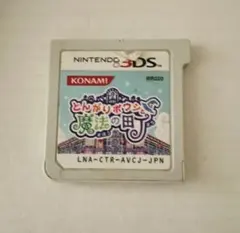 NINTENDO 3DS
KONAMI
とんがりボウシと
魔法の町
LNA-CTR-AVCJ-JPN